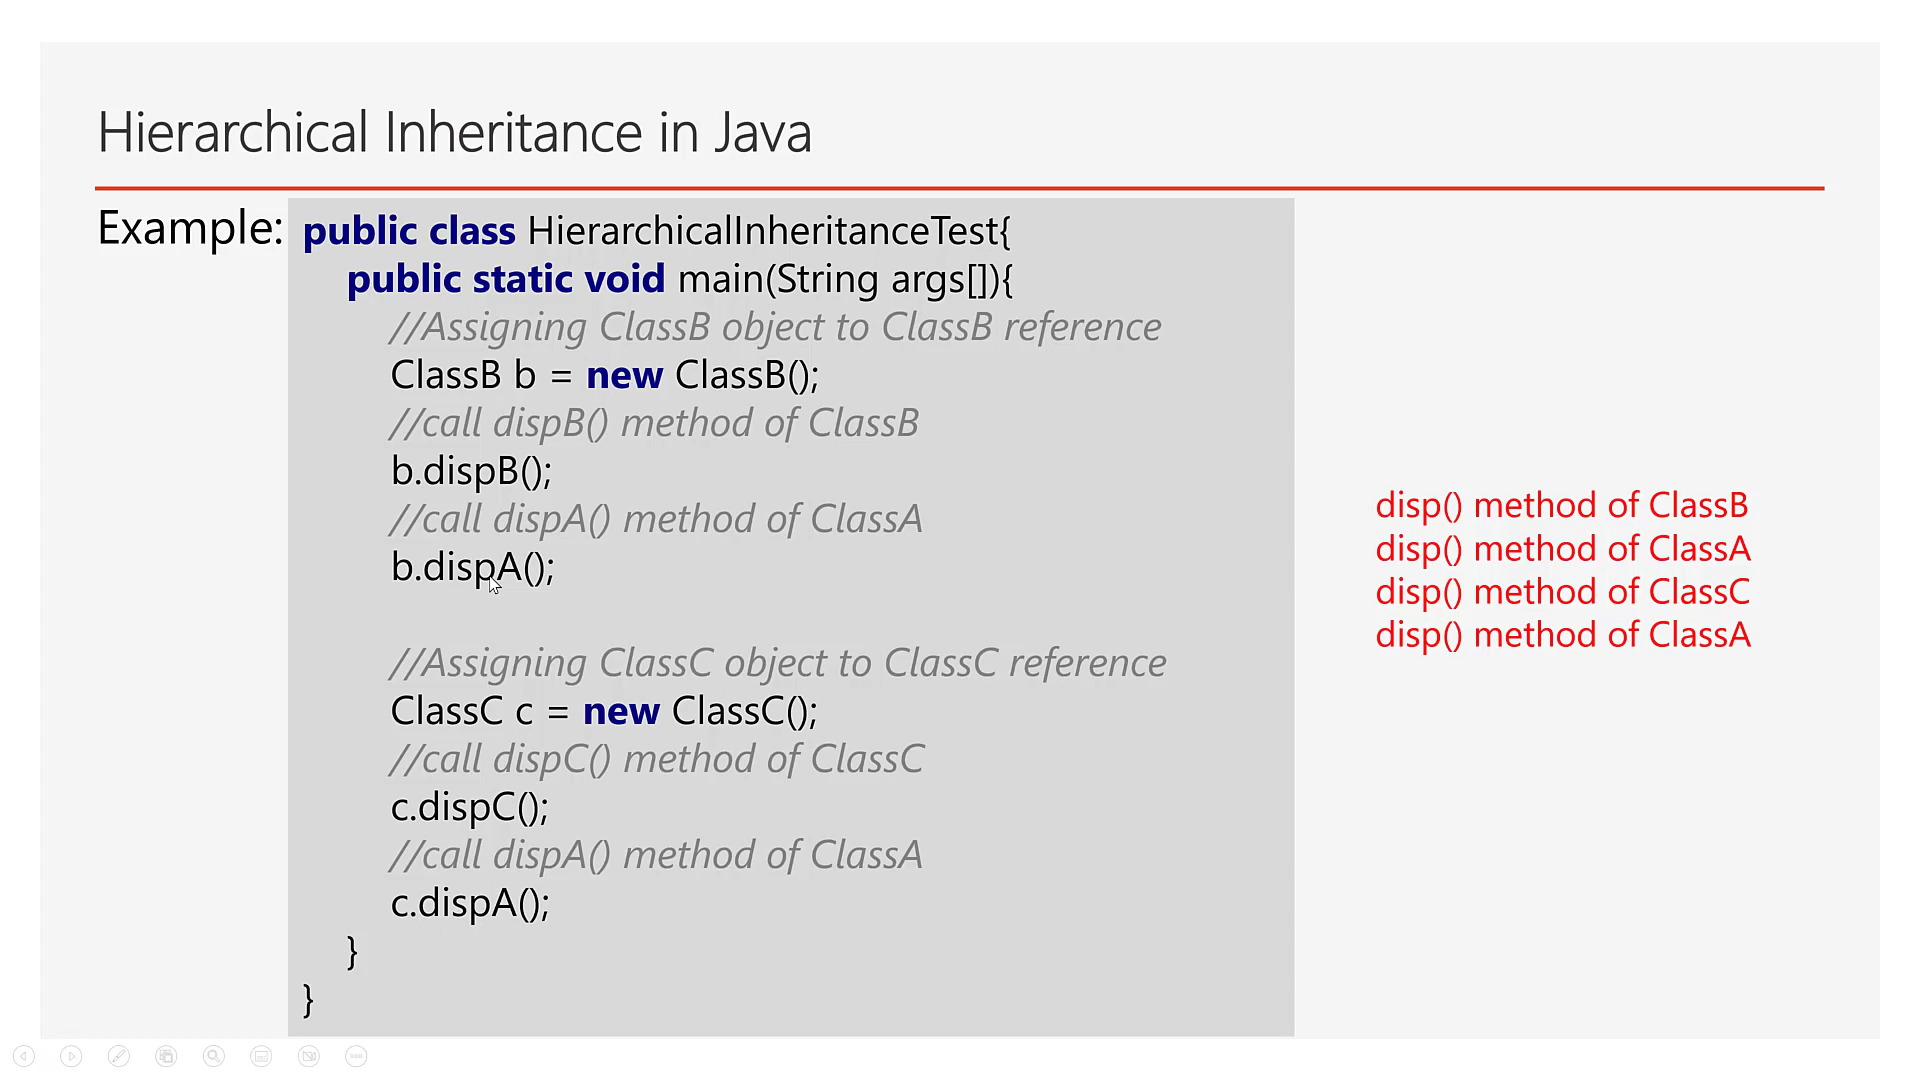 Hierarchical Inheritance in Java
Example:
public class HierarchicalInheritanceTest{
public static void main(String args[]){
//Assigning ClassB object to ClassB reference
ClassB b = new ClassB();
//call dispB() method of ClassB
b.dispB();
//call dispA() method of ClassA
b.dispA();
//Assigning ClassC object to ClassC reference
ClassC c = new ClassC();
//call dispC() method of ClassC
c.dispC();
//call dispA() method of ClassA
c.dispA();
}
}
disp() method of ClassB
disp() method of ClassA
disp() method of ClassC
disp() method of ClassA